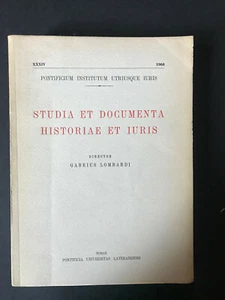 XXXIV 1968
PONTIFICIUM INSTITUTUM UTRIUSQUE IURIS
STUDIA ET DOCUMENTA
HISTORIAE ET IURIS
DIRECTOR
GABRIUS LOMBARDI
ROMAE
PONTIFICIA UNIVERSITAS LATERANENSIS